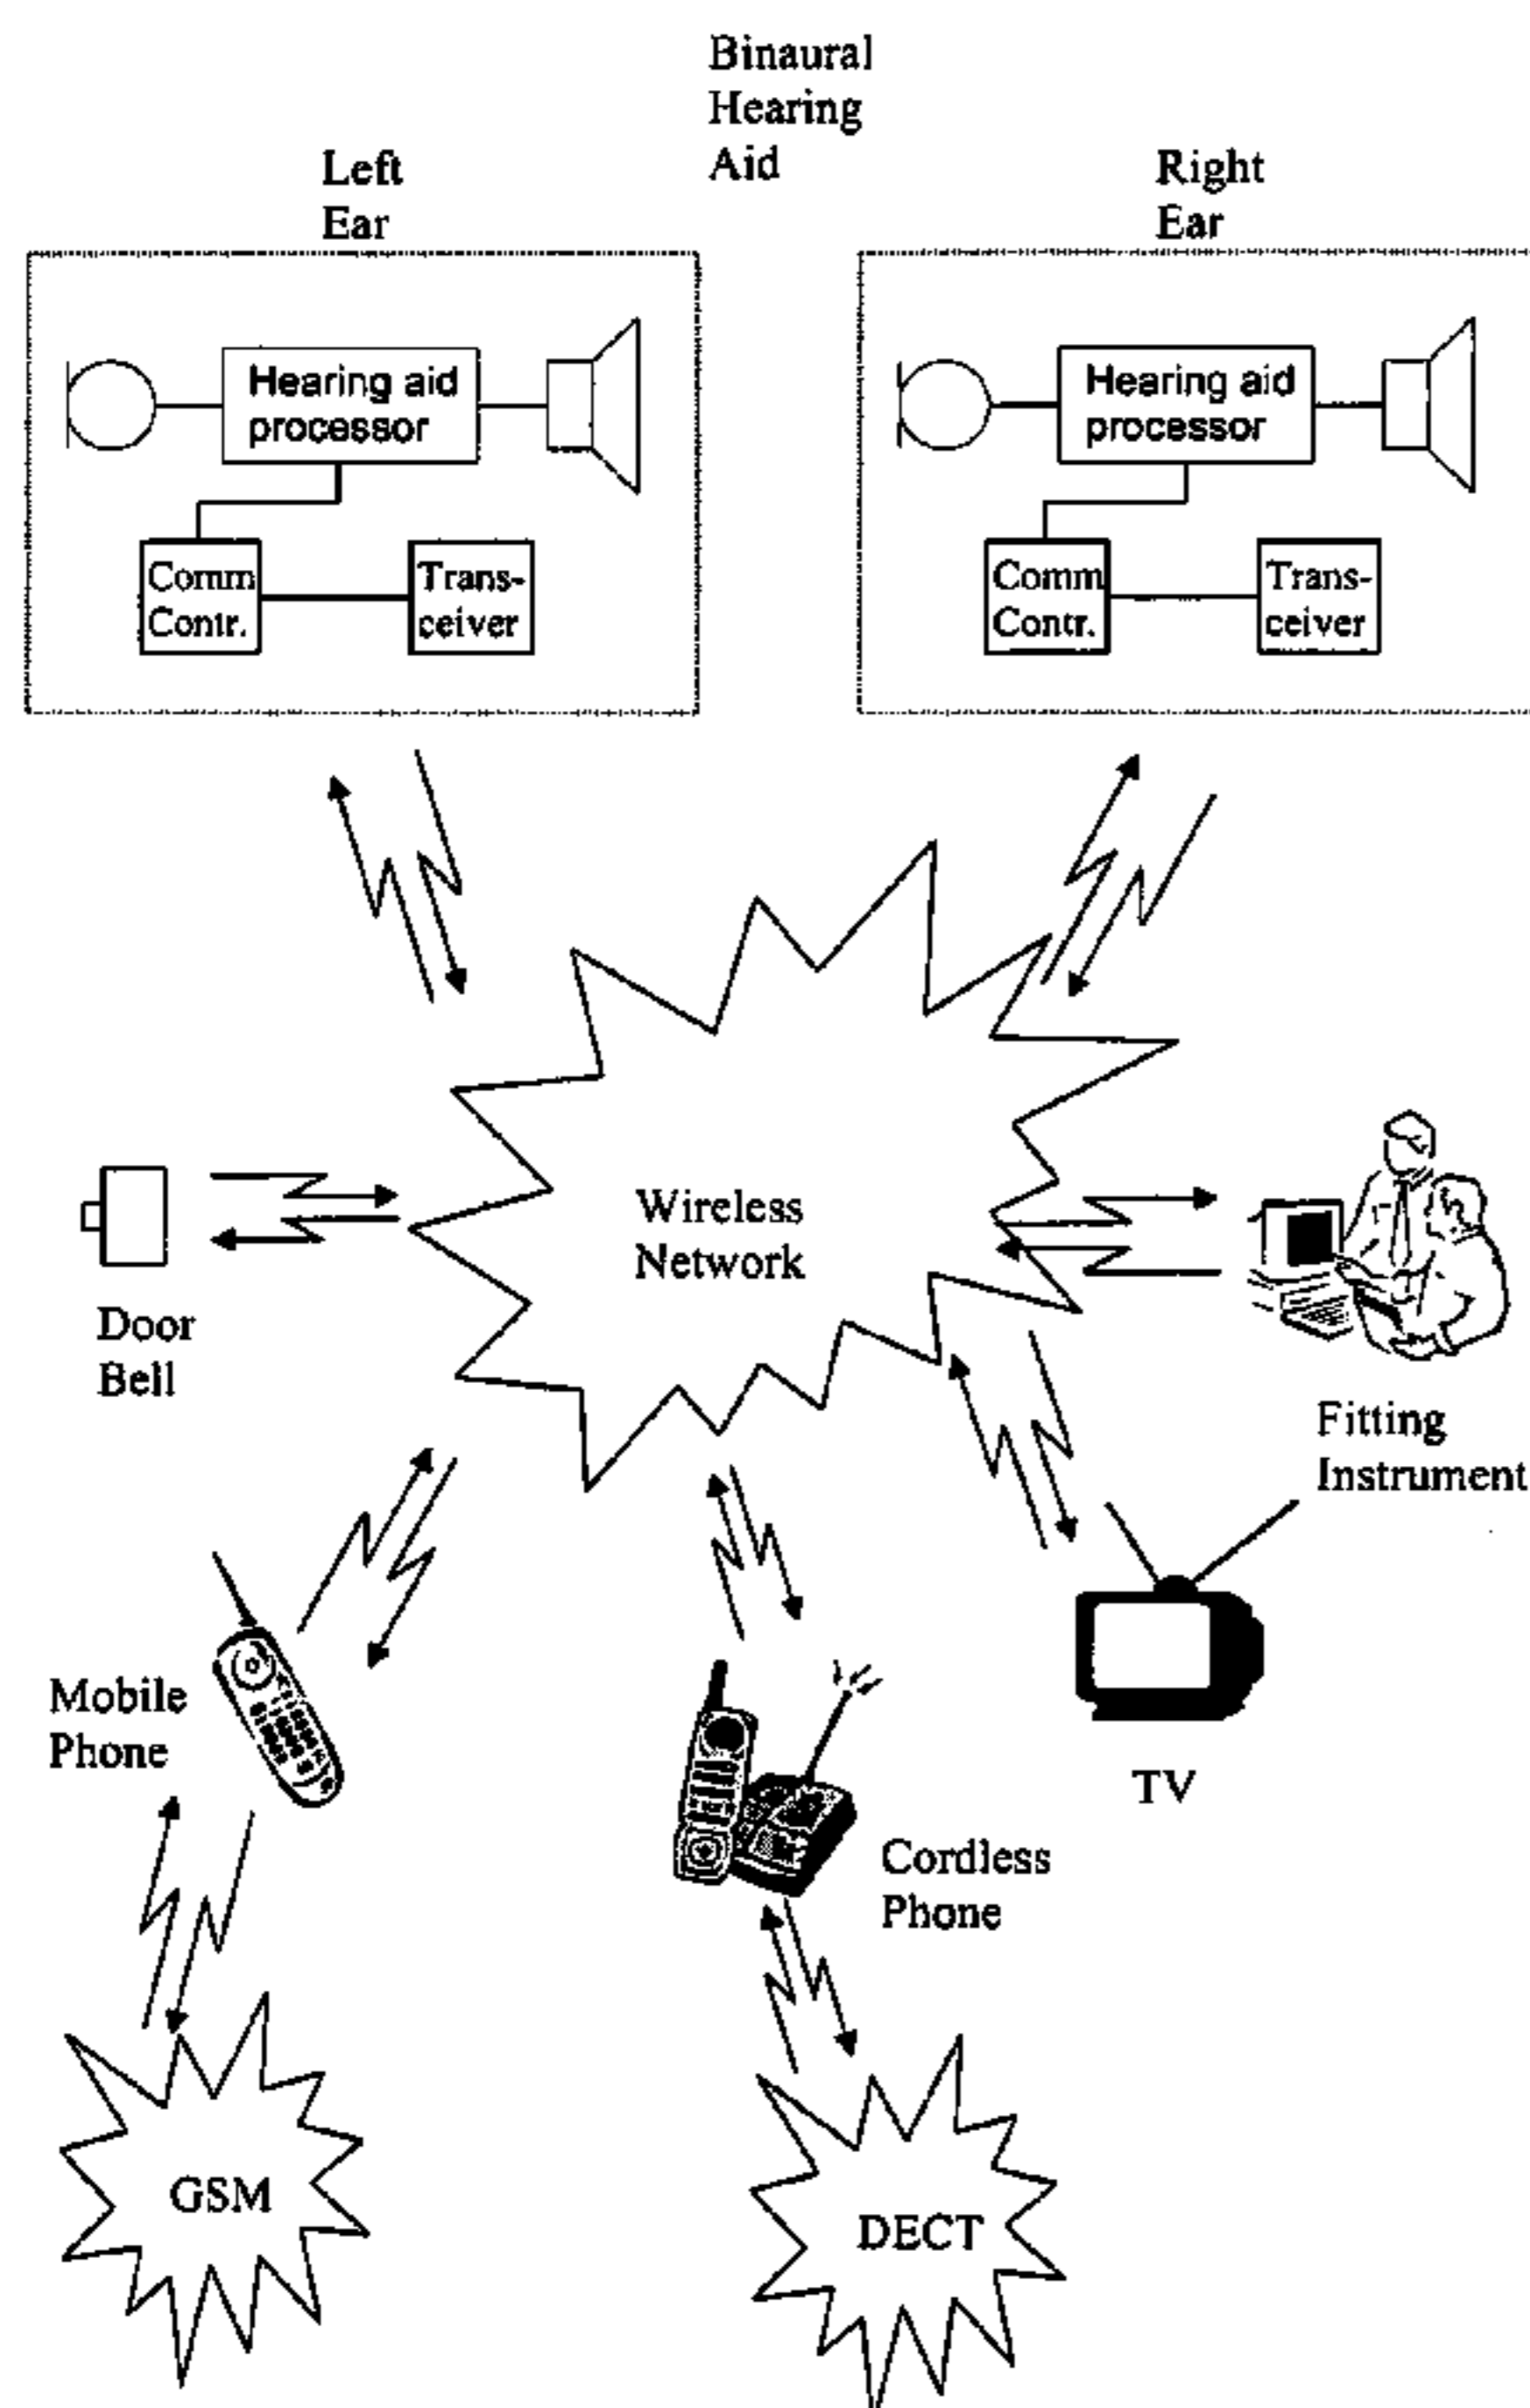 Binaural
Hearing
Aid
Left
Ear
Right
Ear
Hearing aid
processor
Comm
Contr.
Trans-
ceiver
Hearing aid
processor
Comm
Contr.
Trans-
ceiver
Wireless
Network
Door
Bell
Fitting
Instrument
Mobile
Phone
TV
Cordless
Phone
GSM
DECT